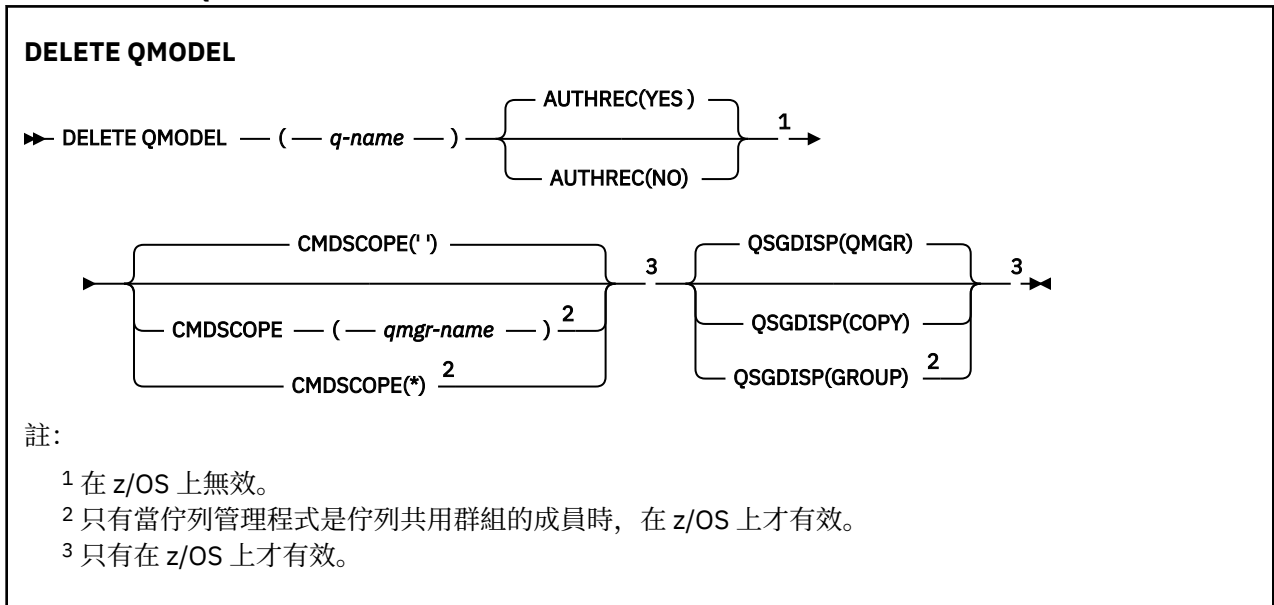 DELETE QMODEL
AUTHREC(YES )
DELETE QMODEL ( q-name ) 1
AUTHREC(NO)
CMDSCOPE(' ') QSGDISP(QMGR)
3 3
CMDSCOPE ( qmgr-name ) 2 QSGDISP(COPY)
CMDSCOPE(*) 2 QSGDISP(GROUP) 2
註：
1 在 z/OS 上無效。
2 只有當佇列管理程式是佇列共用群組的成員時，在 z/OS 上才有效。
3 只有在 z/OS 上才有效。